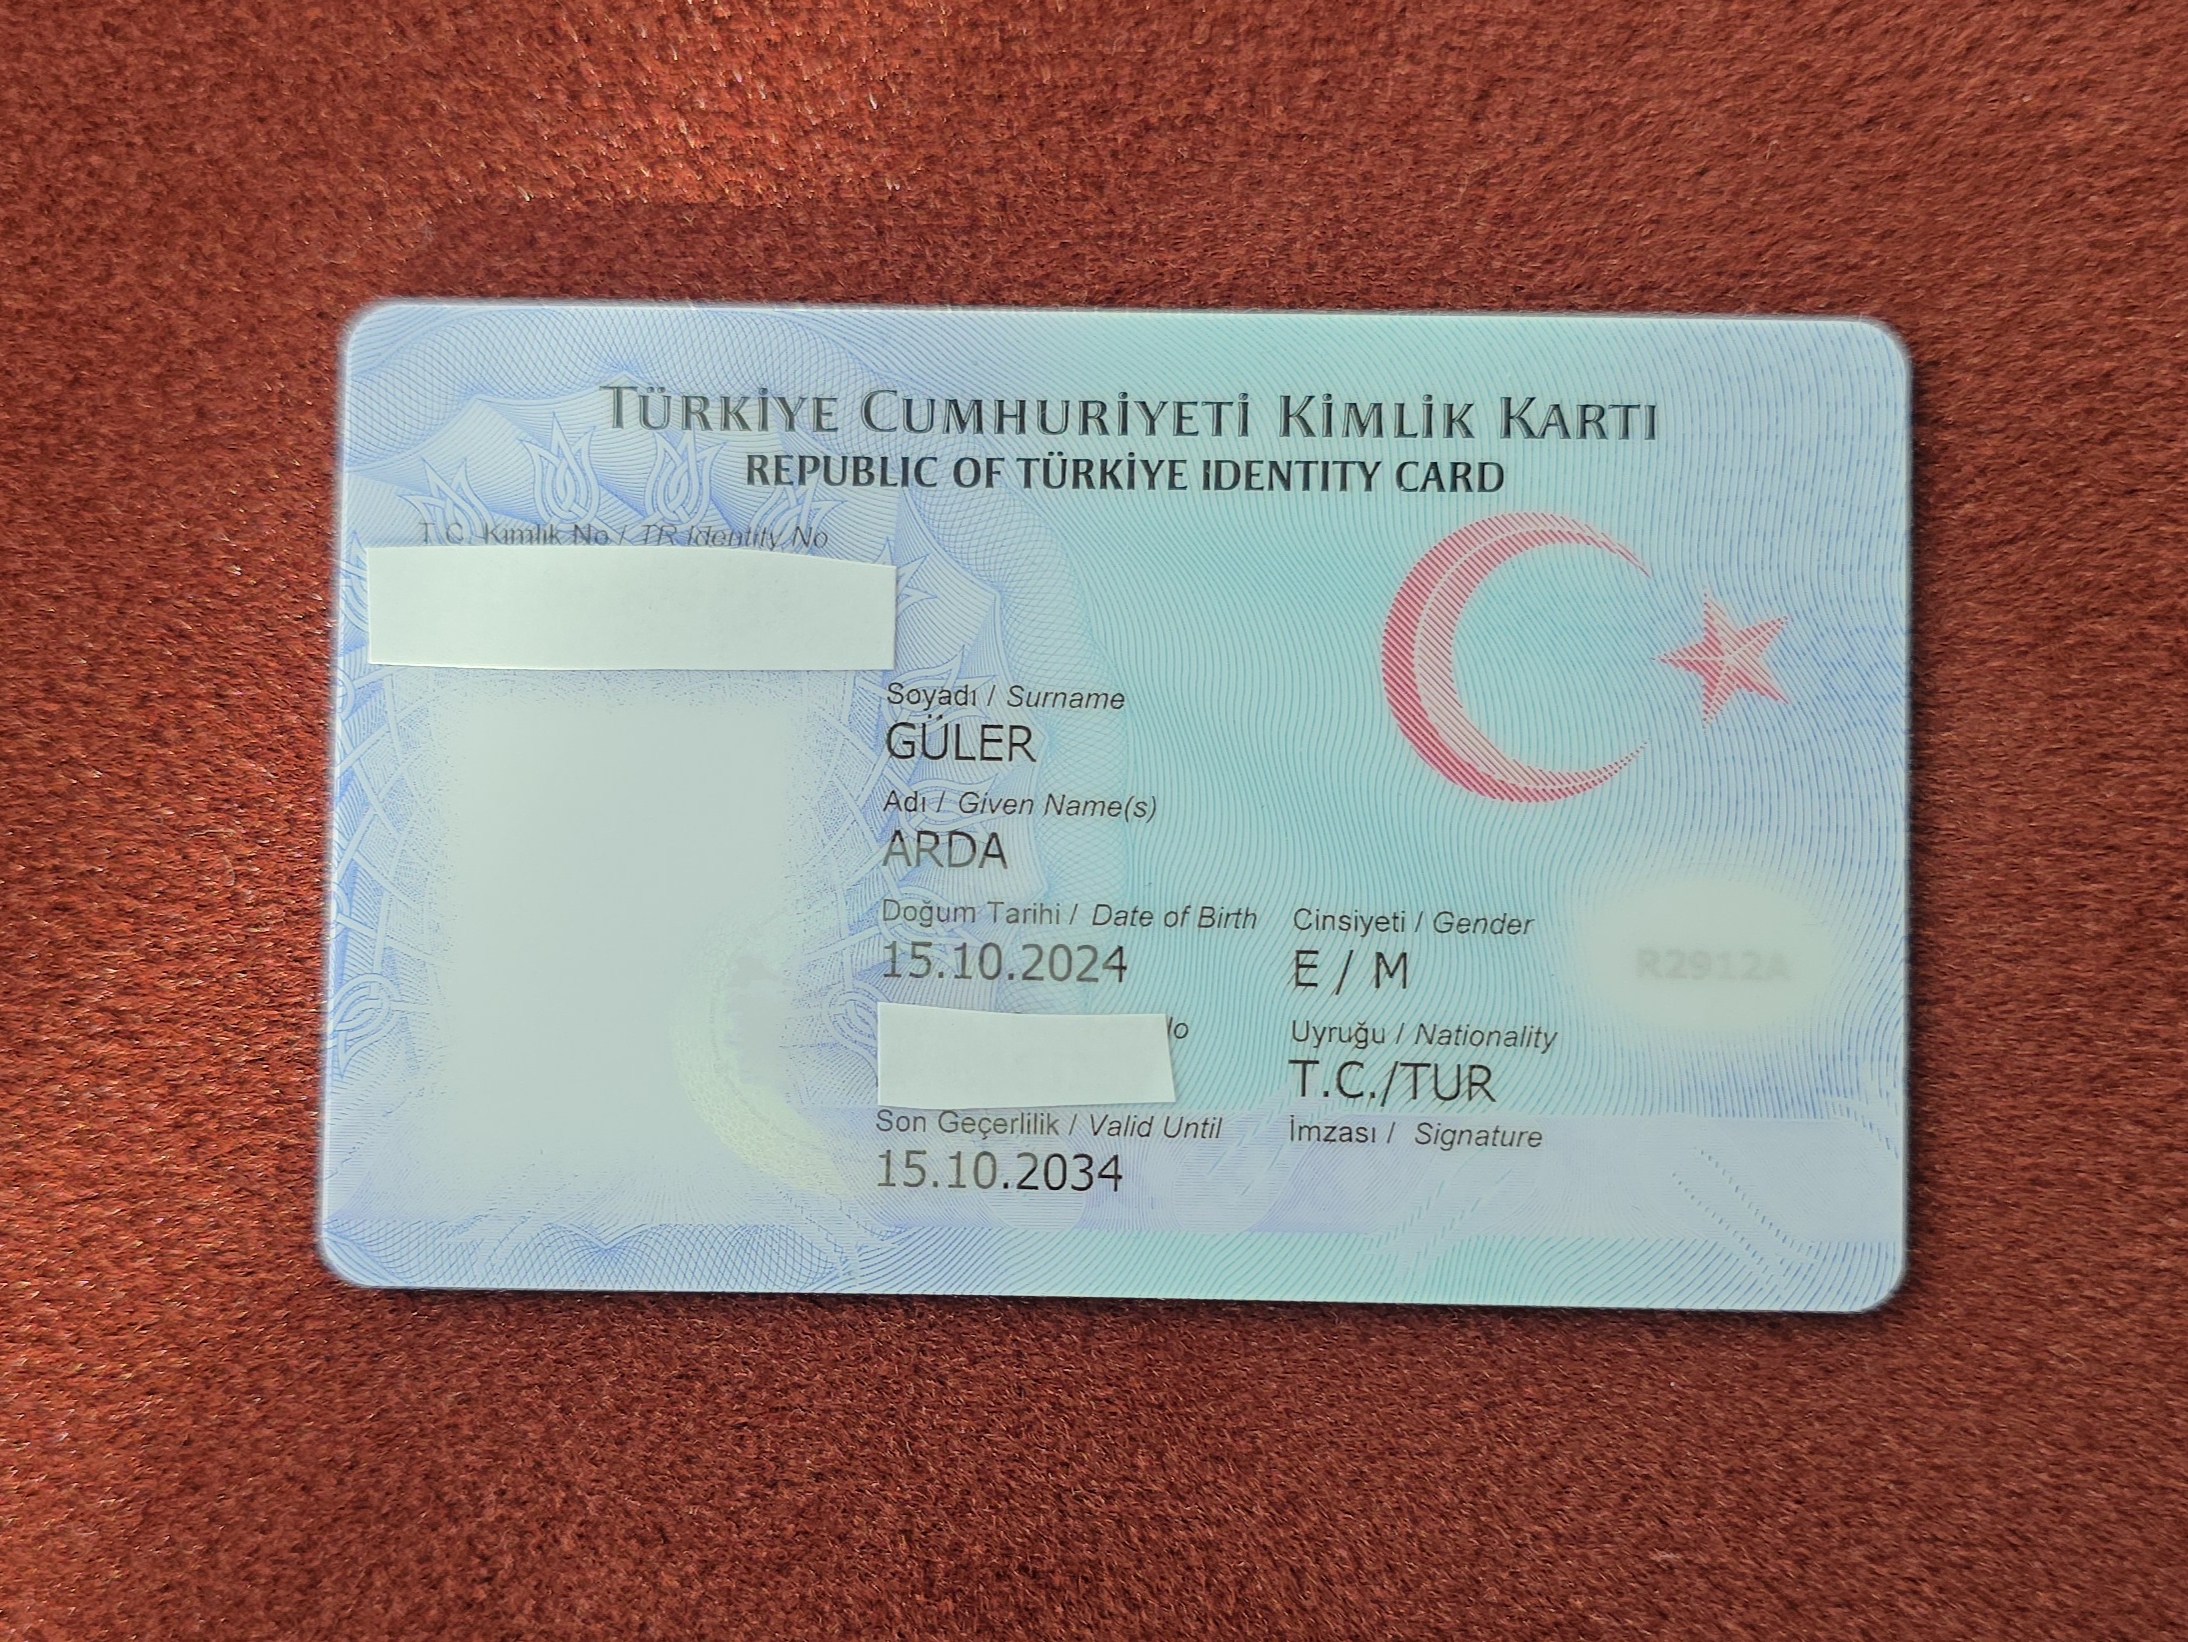 TÜRKİYE CUMHURİYETİ KİMLİK KARTI
REPUBLIC OF TÜRKİYE IDENTITY CARD
T.C. Kimlik No / TR Identity No
Soyadı / Surname
GÜLER
Adı / Given Name(s)
ARDA
Doğum Tarihi / Date of Birth
15.10.2024
Cinsiyeti / Gender
E / M
R2912A
Uyruğu / Nationality
T.C./TUR
Son Geçerlilik / Valid Until
15.10.2034
İmzası / Signature